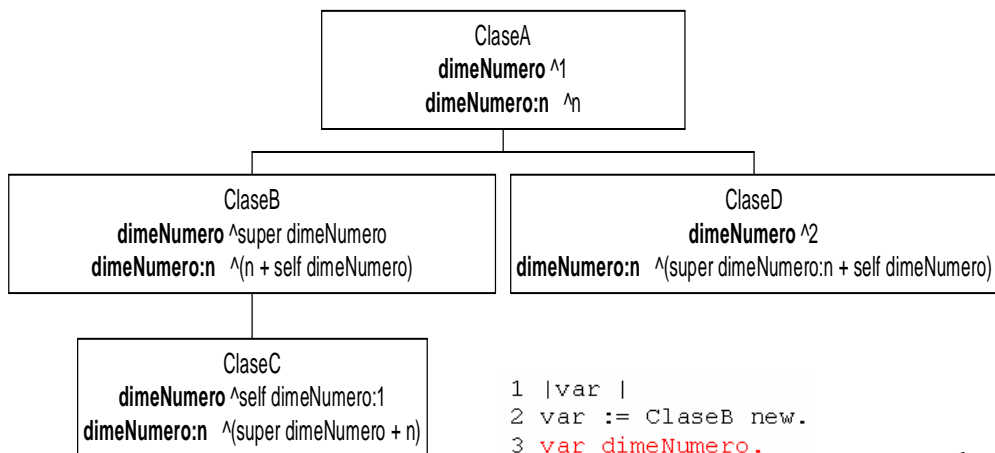 ClaseA
dimeNumero ^1
dimeNumero:n ^n
ClaseB
dimeNumero ^super dimeNumero
dimeNumero:n ^(n + self dimeNumero)
ClaseD
dimeNumero ^2
dimeNumero:n ^(super dimeNumero:n + self dimeNumero)
ClaseC
dimeNumero ^self dimeNumero:1
dimeNumero:n ^(super dimeNumero + n)
1 |var |
2 var := ClaseB new.
3 var dimeNumero.